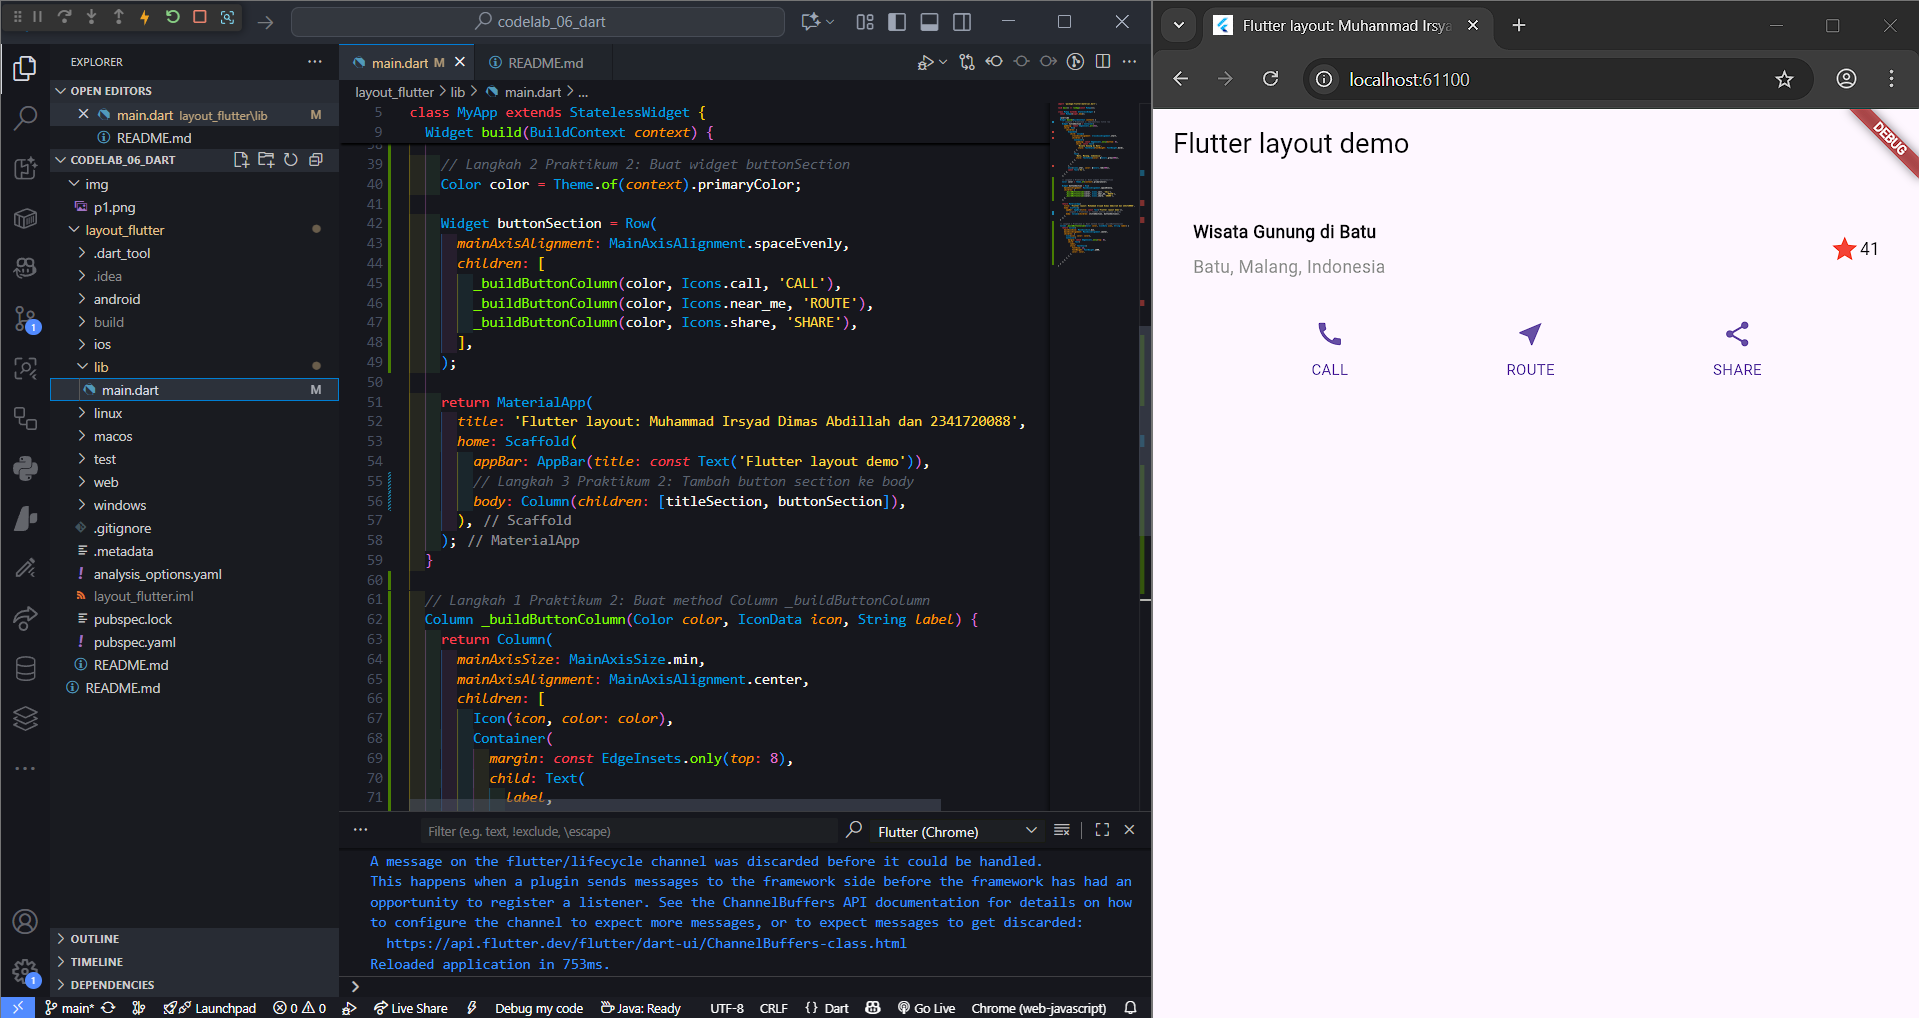 codelab_06_dart
EXPLORER
OPEN EDITORS
main.dart layout_flutter\lib M
README.md
CODELAB_06_DART
img
p1.png
layout_flutter
.dart_tool
.idea
android
build
ios
lib
main.dart M
linux
macos
test
web
windows
.gitignore
.metadata
analysis_options.yaml
layout_flutter.iml
pubspec.lock
pubspec.yaml
README.md
README.md
OUTLINE
TIMELINE
DEPENDENCIES
1
1
main.dart M
README.md
layout_flutter > lib > main.dart > ...
5 class MyApp extends StatelessWidget {
9 Widget build(BuildContext context) {
38
39 // Langkah 2 Praktikum 2: Buat widget buttonSection
40 Color color = Theme.of(context).primaryColor;
41
42 Widget buttonSection = Row(
43 mainAxisAlignment: MainAxisAlignment.spaceEvenly,
44 children: [
45 _buildButtonColumn(color, Icons.call, 'CALL'),
46 _buildButtonColumn(color, Icons.near_me, 'ROUTE'),
47 _buildButtonColumn(color, Icons.share, 'SHARE'),
48 ],
49 );
50
51 return MaterialApp(
52 title: 'Flutter layout: Muhammad Irsyad Dimas Abdillah dan 2341720088',
53 home: Scaffold(
54 appBar: AppBar(title: const Text('Flutter layout demo')),
55 // Langkah 3 Praktikum 2: Tambah button section ke body
56 body: Column(children: [titleSection, buttonSection]),
57 ), // Scaffold
58 ); // MaterialApp
59 }
60
61 // Langkah 1 Praktikum 2: Buat method Column _buildButtonColumn
62 Column _buildButtonColumn(Color color, IconData icon, String label) {
63 return Column(
64 mainAxisSize: MainAxisSize.min,
65 mainAxisAlignment: MainAxisAlignment.center,
66 children: [
67 Icon(icon, color: color),
68 Container(
69 margin: const EdgeInsets.only(top: 8),
70 child: Text(
71 label,
Filter (e.g. text, !exclude, \escape)
Flutter (Chrome)
A message on the flutter/lifecycle channel was discarded before it could be handled.
This happens when a plugin sends messages to the framework side before the framework has had an
opportunity to register a listener. See the ChannelBuffers API documentation for details on how
to configure the channel to expect more messages, or to expect messages to get discarded:
https://api.flutter.dev/flutter/dart-ui/ChannelBuffers-class.html
Reloaded application in 753ms.
main* Launchpad 0 0 Live Share Debug my code Java: Ready UTF-8 CRLF {} Dart Go Live Chrome (web-javascript)
Flutter layout: Muhammad Irsya
localhost:61100
DEBUG
Flutter layout demo
Wisata Gunung di Batu
Batu, Malang, Indonesia
41
CALL ROUTE SHARE